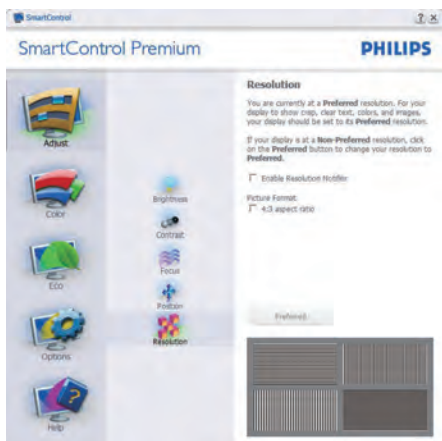 SmartControl
? ×
SmartControl Premium
PHILIPS
Resolution
You are currently at a Preferred resolution. For your
display to show crisp, clear text, colors, and images,
your display should be set to its Preferred resolution.
If your display is at a Non-Preferred resolution, click
on the Preferred button to change your resolution to
Preferred.
Enable Resolution Notifier
Picture Format:
4:3 aspect ratio
Preferred
Adjust
Color
Eco
Options
Help
Brightness
Contrast
Focus
Position
Resolution